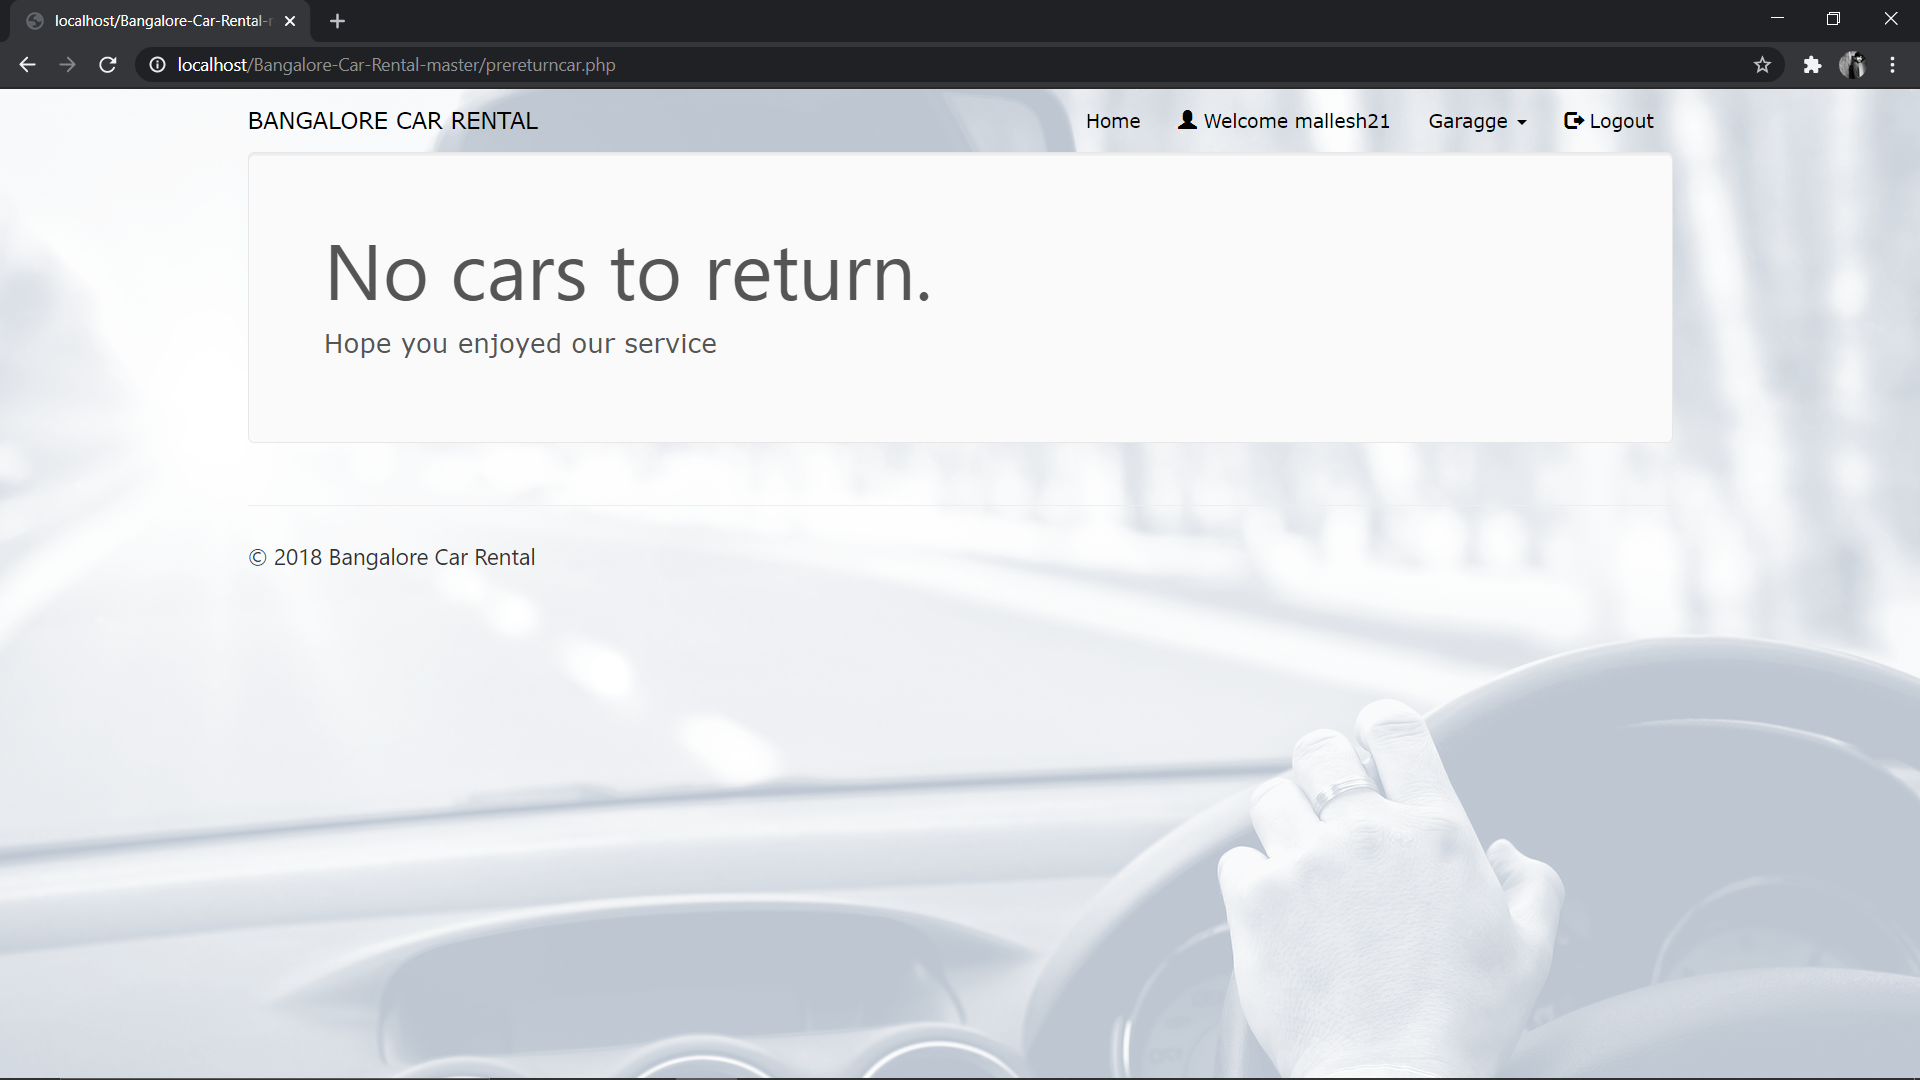 localhost/Bangalore-Car-Rental-
localhost/Bangalore-Car-Rental-master/prereturncar.php
BANGALORE CAR RENTAL Home Welcome mallesh21 Garagge Logout
No cars to return.
Hope you enjoyed our service
© 2018 Bangalore Car Rental